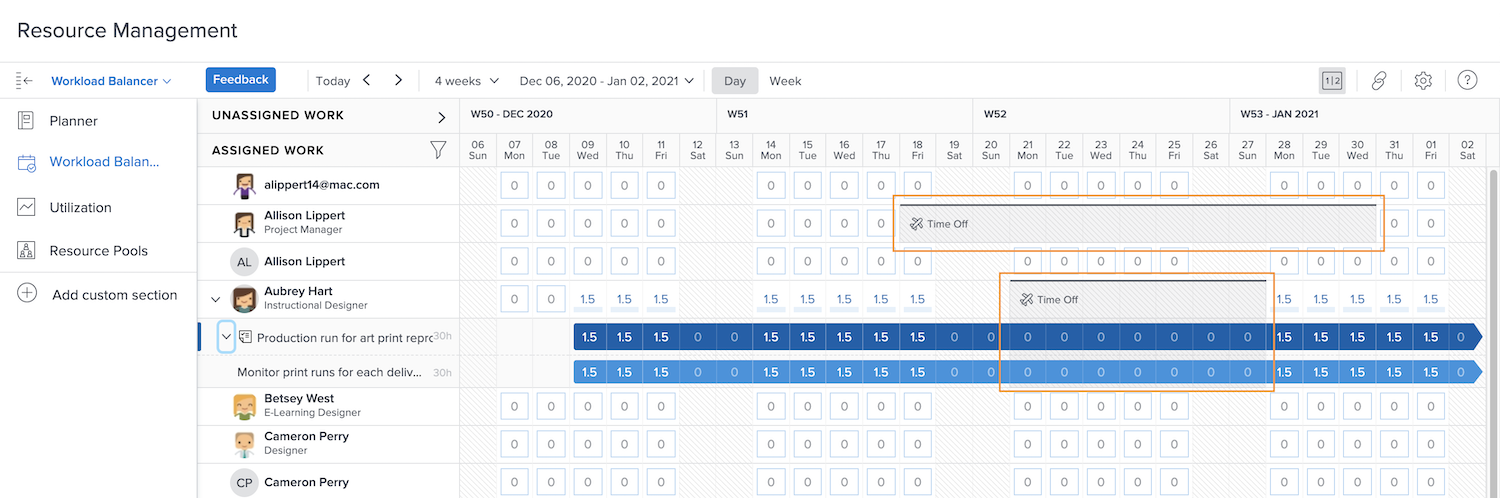 Resource Management
Workload Balancer
Feedback
Today
4 weeks
Dec 06, 2020 - Jan 02, 2021
Day
Week
1|2
?
Planner
Workload Balan...
Utilization
Resource Pools
Add custom section
UNASSIGNED WORK
W50 - DEC 2020 W51 W52 W53 - JAN 2021
ASSIGNED WORK
06 07 08 09 10 11 12 13 14 15 16 17 18 19 20 21 22 23 24 25 26 27 28 29 30 31 01 02
Sun Mon Tue Wed Thu Fri Sat Sun Mon Tue Wed Thu Fri Sat Sun Mon Tue Wed Thu Fri Sat Sun Mon Tue Wed Thu Fri Sat
alippert14@mac.com 0 0 0 0 0 0 0 0 0 0 0 0 0 0 0 0 0 0 0 0
Allison Lippert
Project Manager
0 0 0 0 0 0 0 0 0 Time Off 0 0
AL Allison Lippert 0 0 0 0 0 0 0 0 0 0 0 0 0 0 0 0 0 0 0 0
Aubrey Hart
Instructional Designer
0 0 1.5 1.5 1.5 1.5 1.5 1.5 1.5 1.5 Time Off 1.5 1.5 1.5 1.5 1.5
Production run for art print repro 30h 1.5 1.5 1.5 0 0 1.5 1.5 1.5 1.5 1.5 0 0 0 0 0 0 0 0 0 1.5 1.5 1.5 1.5 1.5 0
Monitor print runs for each deliv... 30h 1.5 1.5 1.5 0 0 1.5 1.5 1.5 1.5 1.5 0 0 0 0 0 0 0 0 0 1.5 1.5 1.5 1.5 1.5 0
Betsey West
E-Learning Designer
0 0 0 0 0 0 0 0 0 0 0 0 0 0 0 0 0 0 0 0
Cameron Perry
Designer
0 0 0 0 0 0 0 0 0 0 0 0 0 0 0 0 0 0 0 0
CP Cameron Perry 0 0 0 0 0 0 0 0 0 0 0 0 0 0 0 0 0 0 0 0